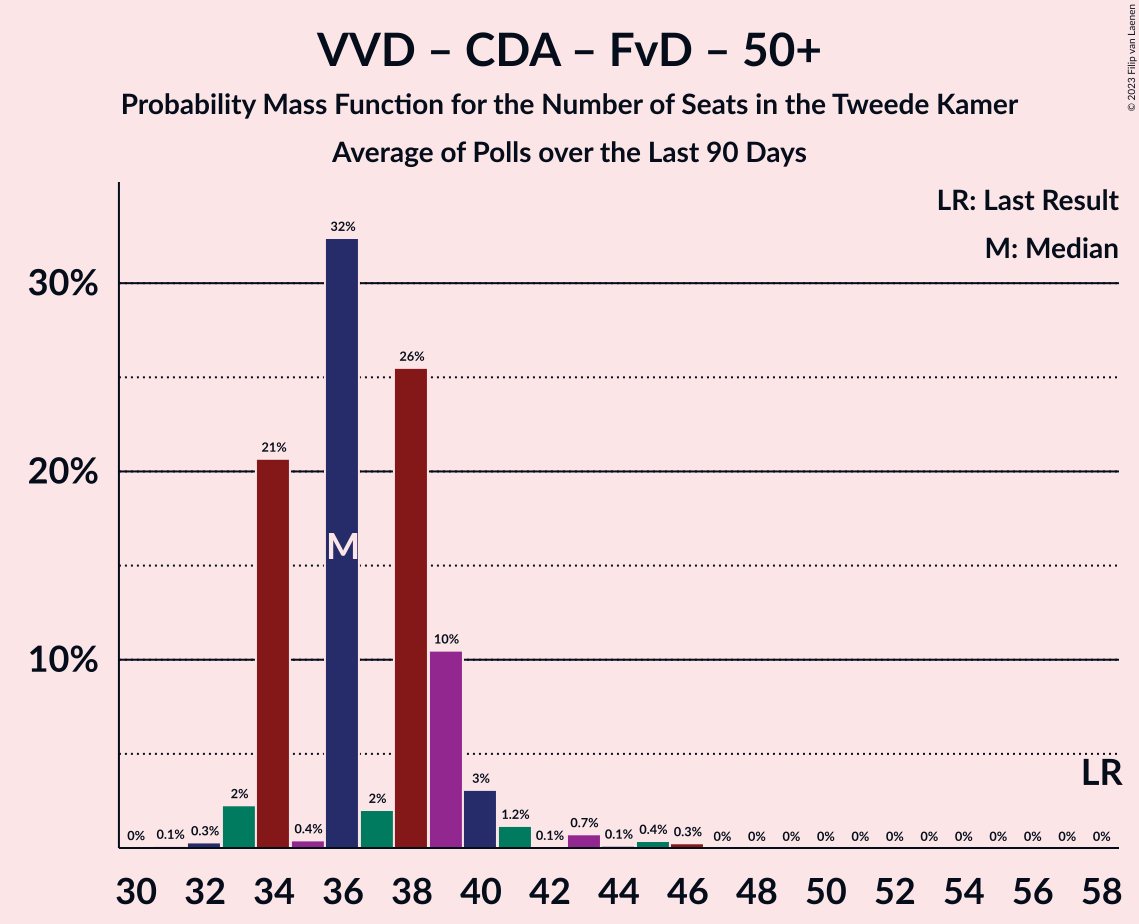 VVD – CDA – FvD – 50+
Probability Mass Function for the Number of Seats in the Tweede Kamer
Average of Polls over the Last 90 Days
© 2023 Filip van Laenen
LR: Last Result
M: Median
30%
20%
10%
0% 0.1% 0.3% 2% 21% 0.4% 32% 2% 26% 10% 3% 1.2% 0.1% 0.7% 0.1% 0.4% 0.3% 0% 0% 0% 0% 0% 0% 0% 0% 0% 0% 0% 0%
M
LR
30 32 34 36 38 40 42 44 46 48 50 52 54 56 58